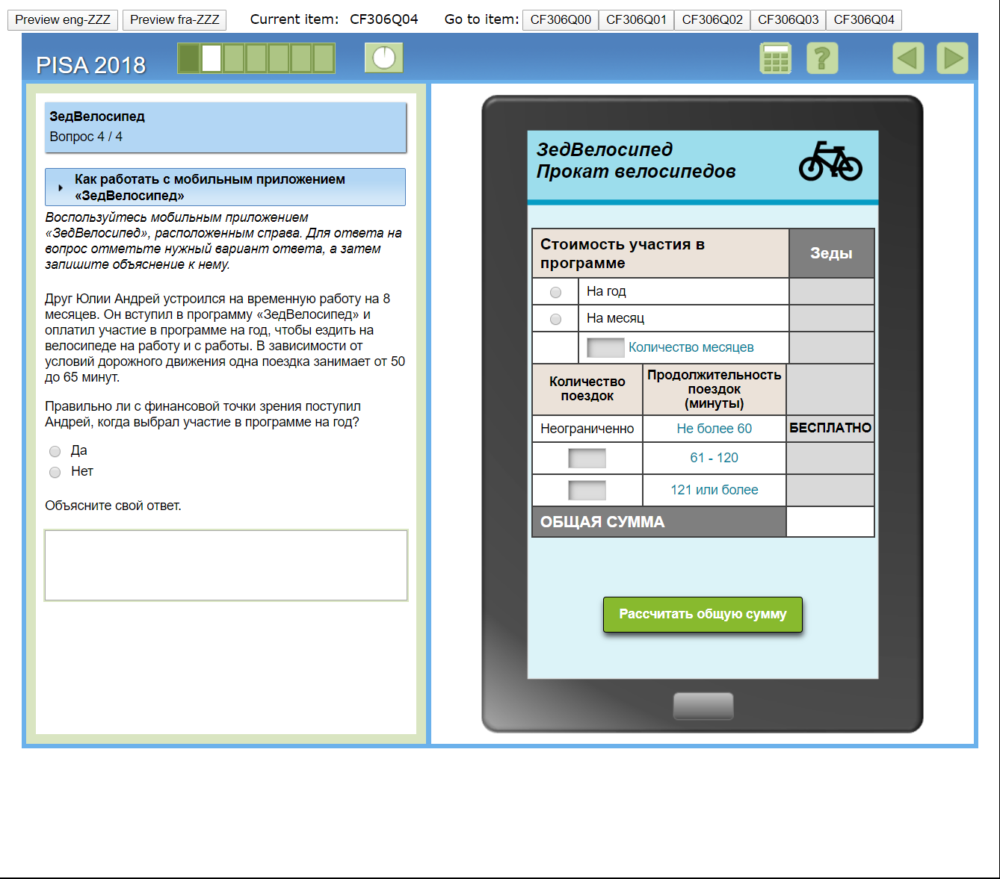 Preview eng-ZZZ Preview fra-ZZZ Current item: CF306Q04 Go to item: CF306Q00 CF306Q01 CF306Q02 CF306Q03 CF306Q04
PISA 2018
?
ЗедВелосипед
Вопрос 4 / 4
Как работать с мобильным приложением
«ЗедВелосипед»
Воспользуйтесь мобильным приложением
«ЗедВелосипед», расположенным справа. Для ответа на
вопрос отметьте нужный вариант ответа, а затем
запишите объяснение к нему.
Друг Юлии Андрей устроился на временную работу на 8
месяцев. Он вступил в программу «ЗедВелосипед» и
оплатил участие в программе на год, чтобы ездить на
велосипеде на работу и с работы. В зависимости от
условий дорожного движения одна поездка занимает от 50
до 65 минут.
Правильно ли с финансовой точки зрения поступил
Андрей, когда выбрал участие в программе на год?
Да
Нет
Объясните свой ответ.
ЗедВелосипед
Прокат велосипедов
Стоимость участия в
программе
Зеды
На год
На месяц
Количество месяцев
Количество
поездок
Продолжительность
поездок
(минуты)
Неограниченно Не более 60 БЕСПЛАТНО
61 - 120
121 или более
ОБЩАЯ СУММА
Рассчитать общую сумму